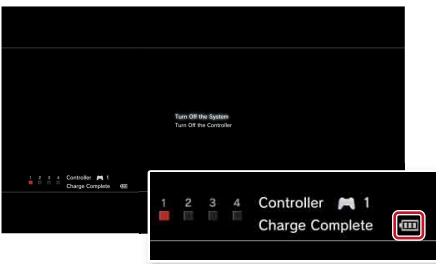 Turn Off the System
Turn Off the Controller
1 2 3 4 Controller 1
Charge Complete
1 2 3 4 Controller 1
Charge Complete